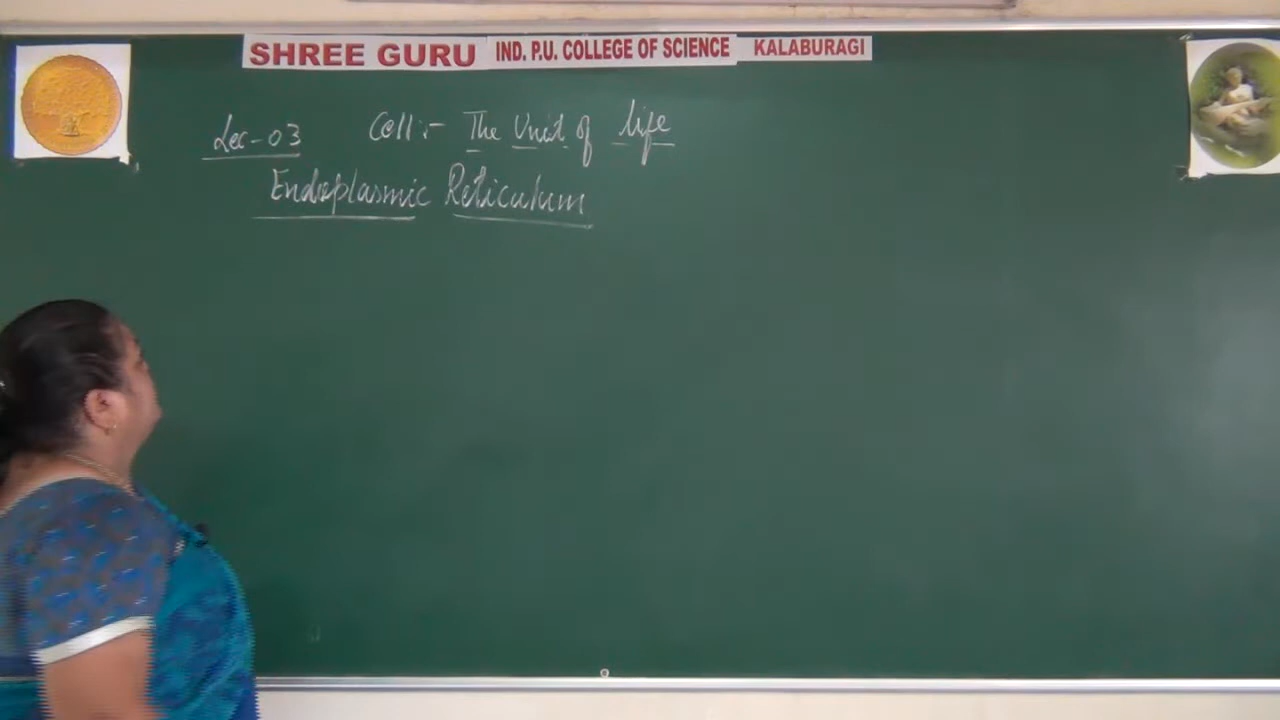 SHREE GURU IND. P.U. COLLEGE OF SCIENCE KALABURAGI
Lec-03 Cell:- The Unit of life
Endoplasmic Reticulum